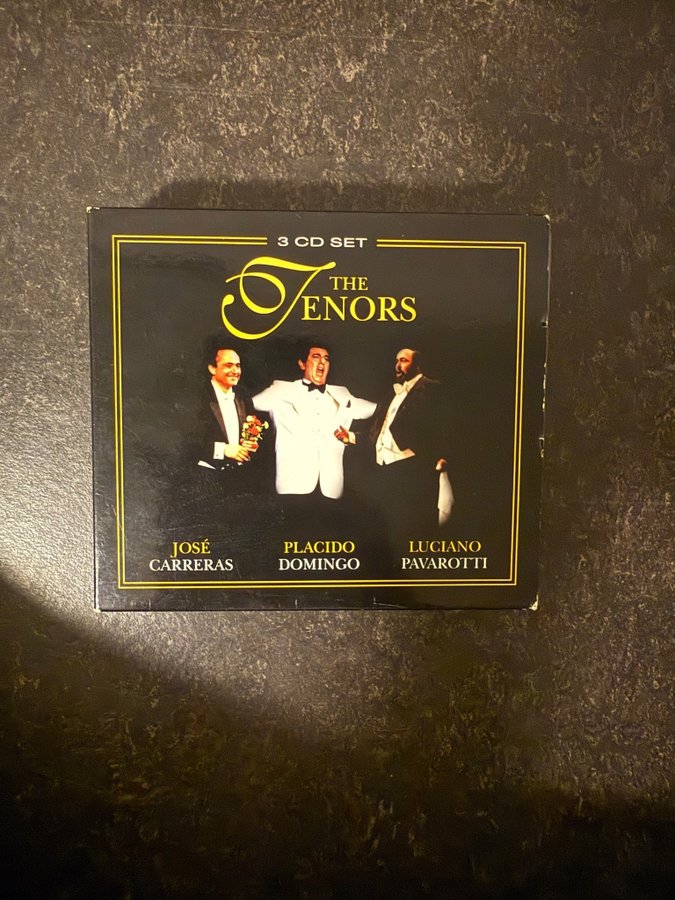 3 CD SET
THE
TENORS
JOSÉ
CARRERAS
PLACIDO
DOMINGO
LUCIANO
PAVAROTTI